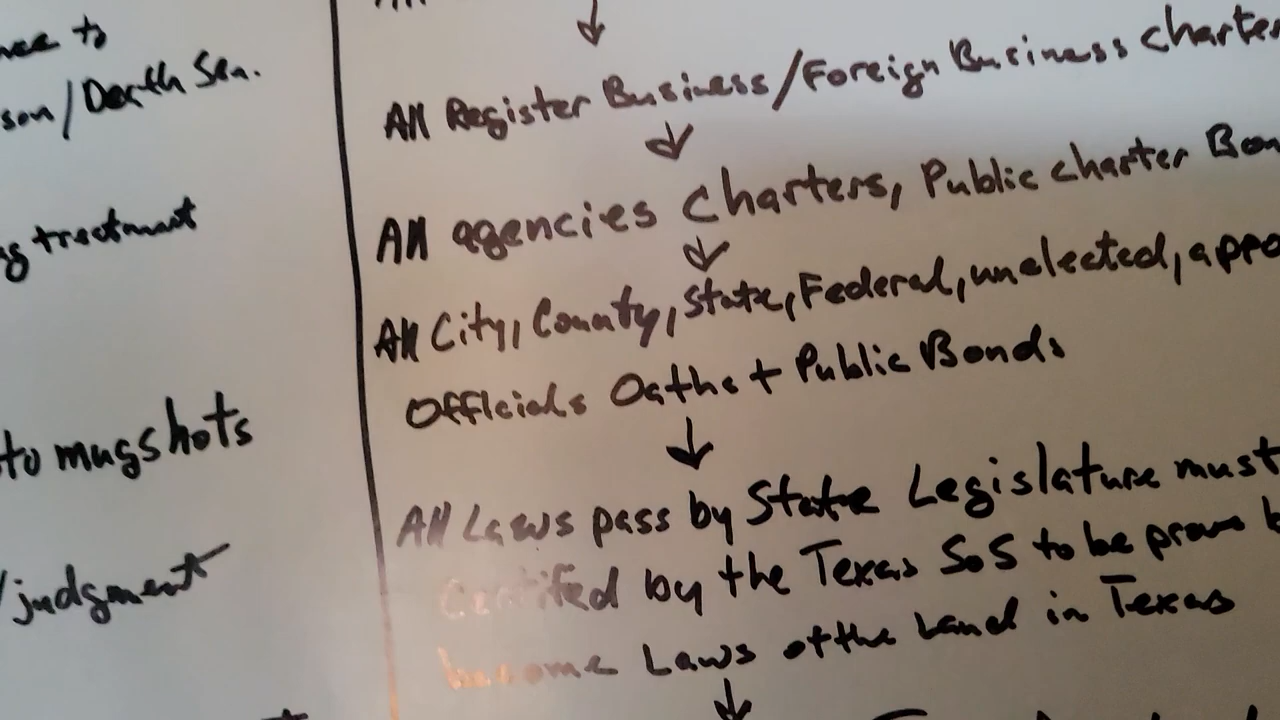 to
son/Death Sen.
treatment
to mugshots
/judgment
All Register Business/Foreign Business Charter
All agencies Charters, Public Charter Bon
All City, County, State, Federal, unelected, appo
Officials Oaths + Public Bonds
All Laws pass by State Legislature must
Certified by the Texas SoS to be prove b
become Laws of the Land in Texas